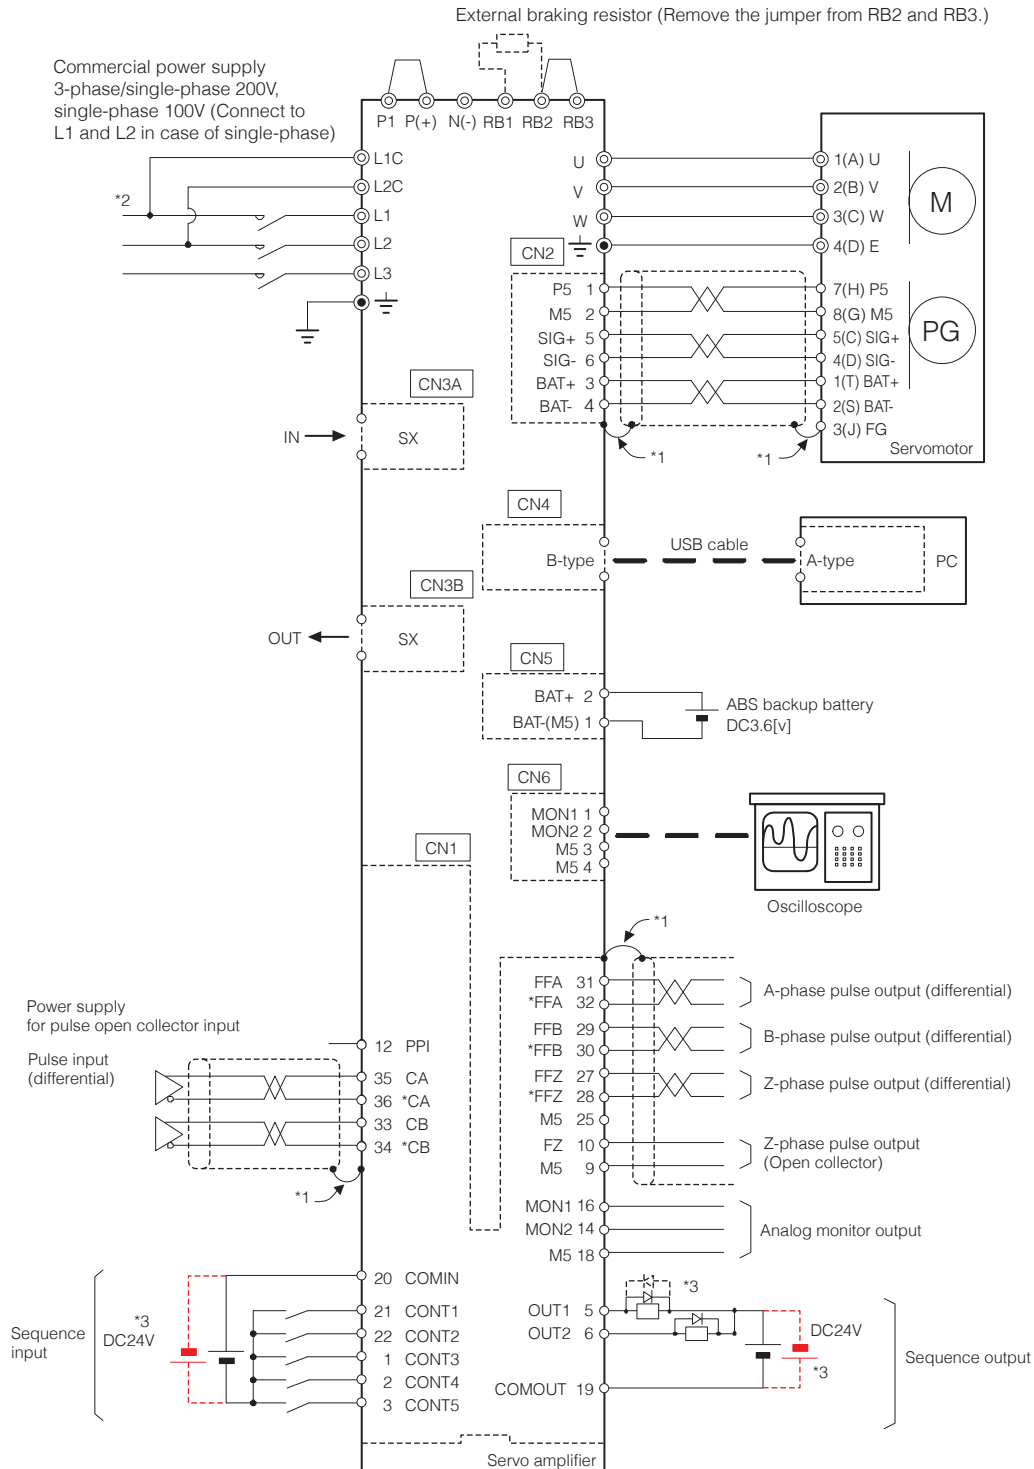 External braking resistor (Remove the jumper from RB2 and RB3.)
Commercial power supply
3-phase/single-phase 200V,
single-phase 100V (Connect to
L1 and L2 in case of single-phase)
P1 P(+) N(-) RB1 RB2 RB3
L1C
L2C
*2
L1
L2
L3
U
V
W
1(A) U
2(B) V
3(C) W
4(D) E
M
CN2
P5 1
M5 2
SIG+ 5
SIG- 6
BAT+ 3
BAT- 4
7(H) P5
8(G) M5
5(C) SIG+
4(D) SIG-
1(T) BAT+
2(S) BAT-
3(J) FG
PG
Servomotor
*1
*1
CN3A
IN
SX
CN4
B-type
USB cable
A-type
PC
CN3B
OUT
SX
CN5
BAT+ 2
BAT-(M5) 1
ABS backup battery
DC3.6[v]
CN6
MON1 1
MON2 2
M5 3
M5 4
Oscilloscope
CN1
*1
FFA 31
*FFA 32
A-phase pulse output (differential)
FFB 29
*FFB 30
B-phase pulse output (differential)
FFZ 27
*FFZ 28
Z-phase pulse output (differential)
M5 25
FZ 10
M5 9
Z-phase pulse output
(Open collector)
MON1 16
MON2 14
M5 18
Analog monitor output
Power supply
for pulse open collector input
Pulse input
(differential)
12 PPI
35 CA
36 *CA
33 CB
34 *CB
*1
20 COMIN
21 CONT1
22 CONT2
1 CONT3
2 CONT4
3 CONT5
Sequence
input
*3
DC24V
OUT1 5
OUT2 6
COMOUT 19
*3
DC24V
*3
Sequence output
Servo amplifier